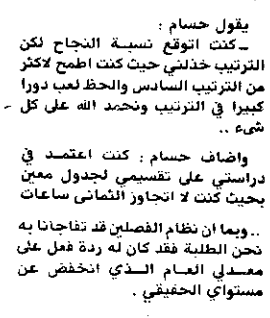 يقول حسام :
ـ كنت اتوقع نسبة النجاح لكن
الترتيب خذلني حيث كنت اطمح لاكثر
من الترتيب السادس والحظ لعب دورا
كبيرا في الترتيب ونحمد الله على كل
شىء ..
واضاف حسام : كنت اعتمد في
دراستي على تقسيمي لجدول معين
بحيث كنت لا اتجاوز الثمانى ساعات
.. وبما ان نظام الفصلين قد تفاجانا به
نحن الطلبة فقد كان له ردة فعل على
معدلي العام الذي انخفض عن
مستواي الحقيقي .